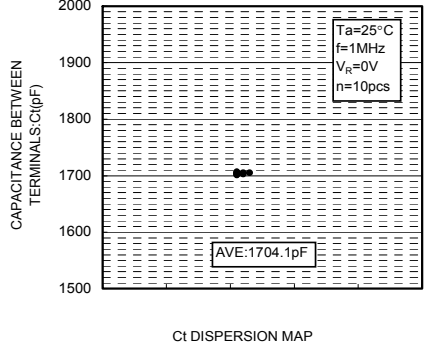 2000
1900
1800
1700
1600
1500
CAPACITANCE BETWEEN
TERMINALS:Ct(pF)
Ta=25°C
f=1MHz
VR=0V
n=10pcs
AVE:1704.1pF
Ct DISPERSION MAP